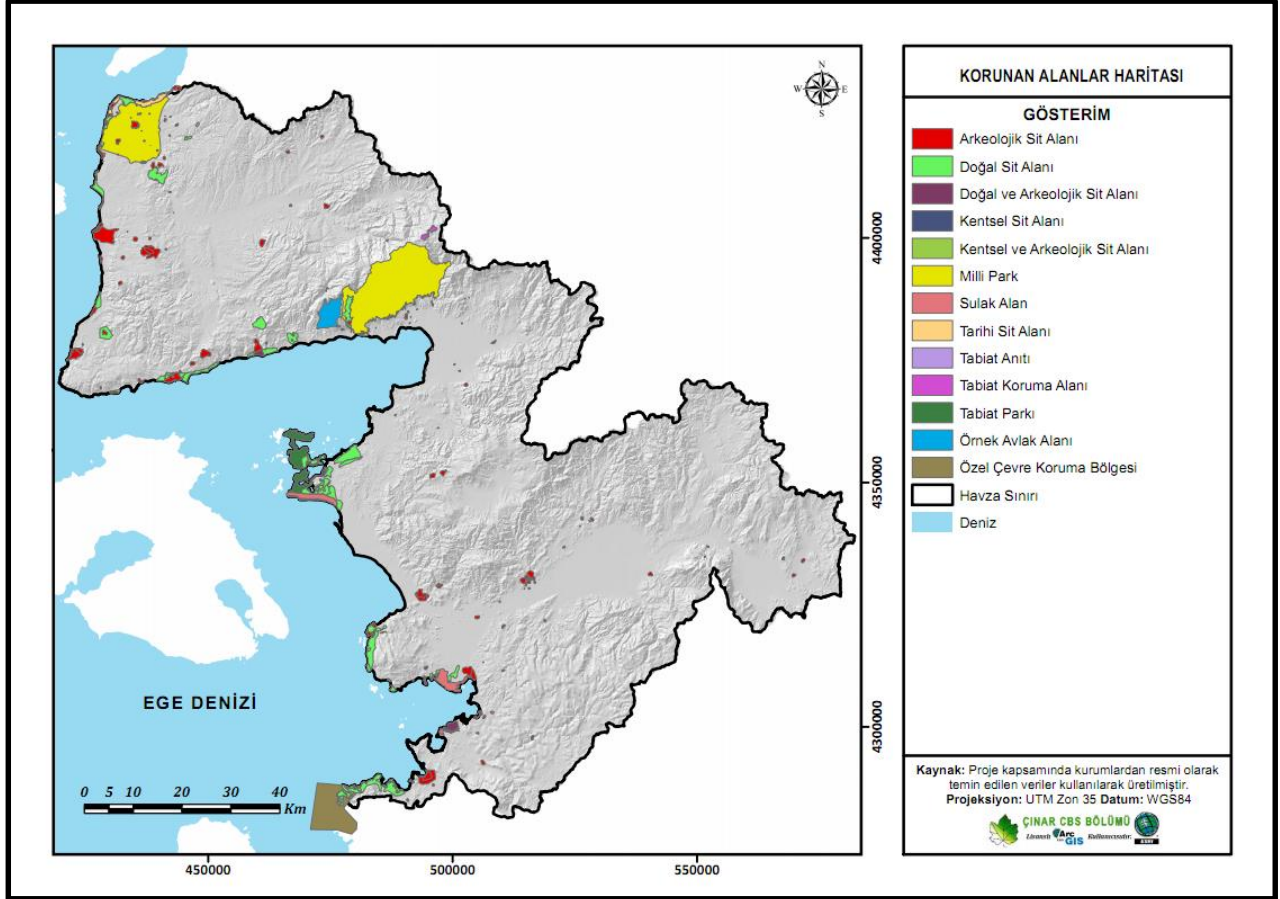 KORUNAN ALANLAR HARİTASI
GÖSTERİM
Arkeolojik Sit Alanı
Doğal Sit Alanı
Doğal ve Arkeolojik Sit Alanı
Kentsel Sit Alanı
Kentsel ve Arkeolojik Sit Alanı
Milli Park
Sulak Alan
Tarihi Sit Alanı
Tabiat Anıtı
Tabiat Koruma Alanı
Tabiat Parkı
Örnek Avlak Alanı
Özel Çevre Koruma Bölgesi
Havza Sınırı
Deniz
N
W E
S
4400000
4350000
4300000
EGE DENİZİ
0 5 10 20 30 40
Km
450000 500000 550000
Kaynak: Proje kapsamında kurumlardan resmi olarak
temin edilen veriler kullanılarak üretilmiştir.
Projeksiyon: UTM Zon 35 Datum: WGS84
ÇINAR CBS BÖLÜMÜ
Lisanslı Arc GIS Kullanıcısıdır.